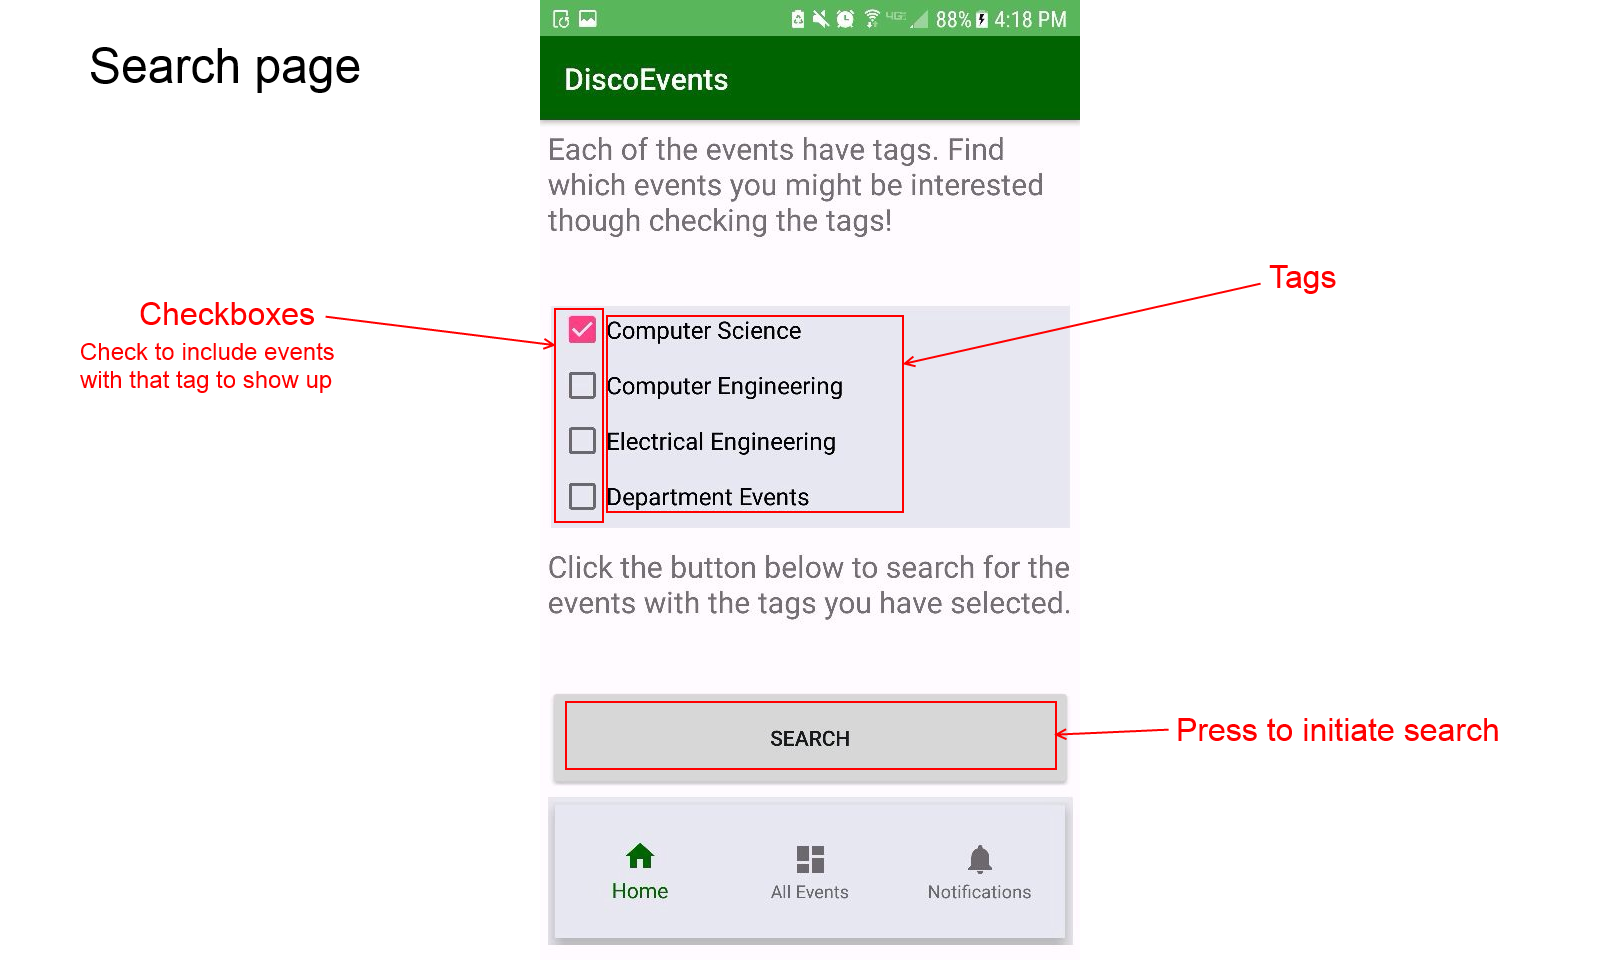 Search page
4G 88% 4:18 PM
DiscoEvents
Each of the events have tags. Find
which events you might be interested
though checking the tags!
Tags
Checkboxes
Check to include events
with that tag to show up
Computer Science
Computer Engineering
Electrical Engineering
Department Events
Click the button below to search for the
events with the tags you have selected.
SEARCH
Press to initiate search
Home
All Events
Notifications